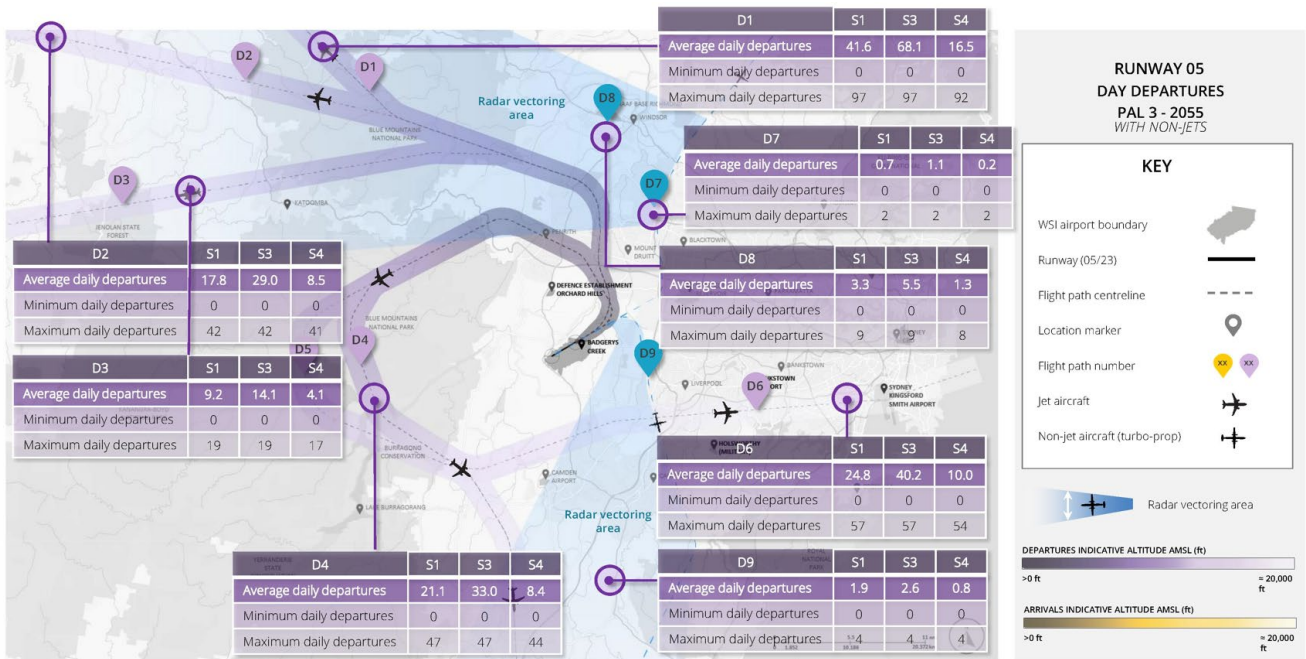 D1 S1 S3 S4
Average daily departures 41.6 68.1 16.5
Minimum daily departures 0 0 0
Maximum daily departures 97 97 92
D2
D1
D8
Radar vectoring
area
WINDSOR
BLUE MOUNTAINS
NATIONAL PARK
D7 S1 S3 S4
Average daily departures 0.7 1.1 0.2
Minimum daily departures 0 0 0
Maximum daily departures 2 2 2
D3
D7
KATOOMBA
JENOLAN STATE
FOREST
PENRITH
BLACKTOWN
MOUNT
DRUITT
D2 S1 S3 S4
Average daily departures 17.8 29.0 8.5
Minimum daily departures 0 0 0
Maximum daily departures 42 42 41
D8 S1 S3 S4
Average daily departures 3.3 5.5 1.3
Minimum daily departures 0 0 0
Maximum daily departures 9 9 8
DEFENCE ESTABLISHMENT
ORCHARD HILLS
BLUE MOUNTAINS
NATIONAL PARK
D5
D4
BADGERYS
CREEK
D9
D3 S1 S3 S4
Average daily departures 9.2 14.1 4.1
Minimum daily departures 0 0 0
Maximum daily departures 19 19 17
BANKSTOWN
LIVERPOOL
D6
KSTOWN
ORT
SYDNEY
KINGSFORD
SMITH AIRPORT
BURRAGORANG
CONSERVATION
CAMDEN
AIRPORT
LAKE BURRAGORANG
D6 S1 S3 S4
Average daily departures 24.8 40.2 10.0
Minimum daily departures 0 0 0
Maximum daily departures 57 57 54
Radar vectoring
area
D4 S1 S3 S4
Average daily departures 21.1 33.0 8.4
Minimum daily departures 0 0 0
Maximum daily departures 47 47 44
D9 S1 S3 S4
Average daily departures 1.9 2.6 0.8
Minimum daily departures 0 0 0
Maximum daily departures 4 4 4
RUNWAY 05
DAY DEPARTURES
PAL 3 - 2055
WITH NON-JETS
KEY
WSI airport boundary
Runway (05/23)
Flight path centreline
Location marker
Flight path number
XX XX
Jet aircraft
Non-jet aircraft (turbo-prop)
Radar vectoring area
DEPARTURES INDICATIVE ALTITUDE AMSL (ft)
>0 ft ≈ 20,000
ft
ARRIVALS INDICATIVE ALTITUDE AMSL (ft)
>0 ft ≈ 20,000
ft